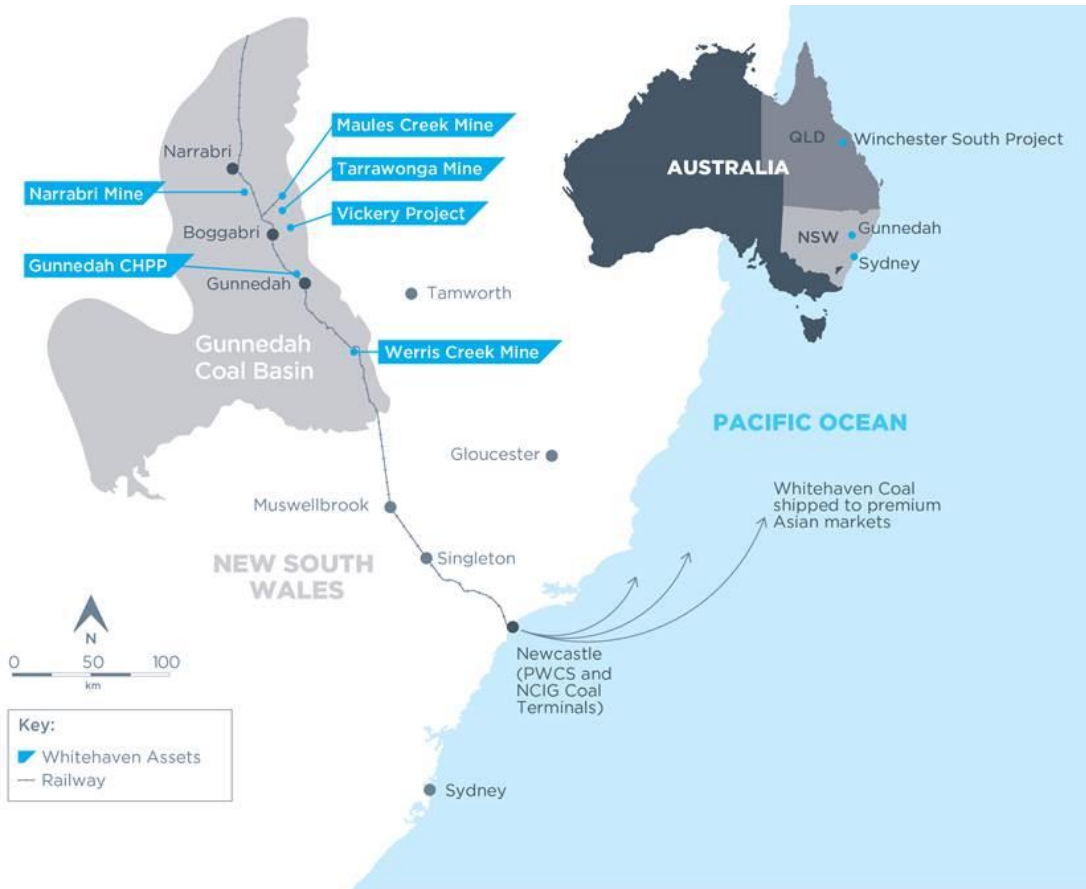 Maules Creek Mine
Narrabri
Tarrawonga Mine
Narrabri Mine
Vickery Project
Boggabri
Gunnedah CHPP
Gunnedah
Tamworth
Gunnedah
Coal Basin
Werris Creek Mine
Gloucester
Muswellbrook
NEW SOUTH
WALES
Singleton
N
0 50 100
km
Newcastle
(PWCS and
NCIG Coal
Terminals)
Key:
Whitehaven Assets
Railway
Sydney
QLD
Winchester South Project
AUSTRALIA
NSW
Gunnedah
Sydney
PACIFIC OCEAN
Whitehaven Coal
shipped to premium
Asian markets